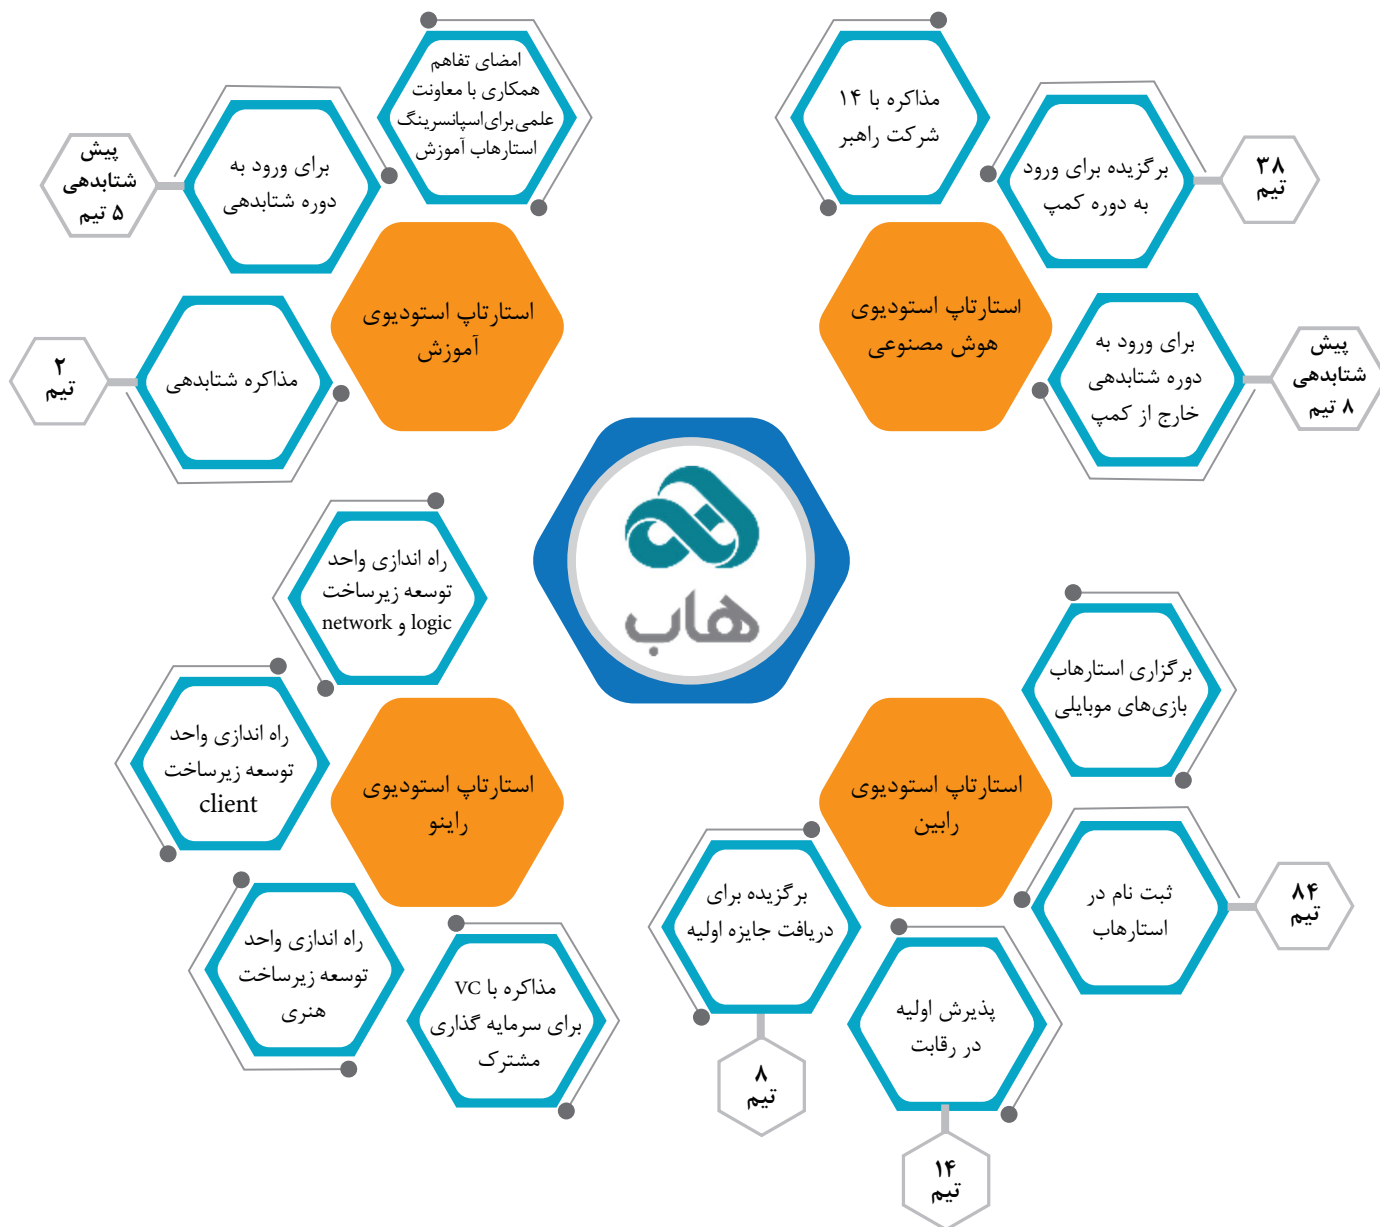 مذاکره با ۱۴
شرکت راهبر
برگزیده برای ورود
به دوره کمپ
۳۸
تیم
برای ورود به
دوره شتابدهی
خارج از کمپ
پیش
شتابدهی
۸ تیم
استارتاپ استودیوی
هوش مصنوعی
امضای تفاهم
همکاری با معاونت
علمی برای اسپانسرینگ
استارهاب آموزش
برای ورود به
دوره شتابدهی
پیش
شتابدهی
۵ تیم
مذاکره شتابدهی
۲
تیم
استارتاپ استودیوی
آموزش
هاب
برگزاری استارهاب
بازی‌های موبایلی
ثبت نام در
استارهاب
۸۴
تیم
پذیرش اولیه
در رقابت
۱۴
تیم
برگزیده برای
دریافت جایزه اولیه
۸
تیم
استارتاپ استودیوی
رابین
راه اندازی واحد
توسعه زیرساخت
logic و network
راه اندازی واحد
توسعه زیرساخت
client
راه اندازی واحد
توسعه زیرساخت
هنری
مذاکره با VC
برای سرمایه گذاری
مشترک
استارتاپ استودیوی
راینو